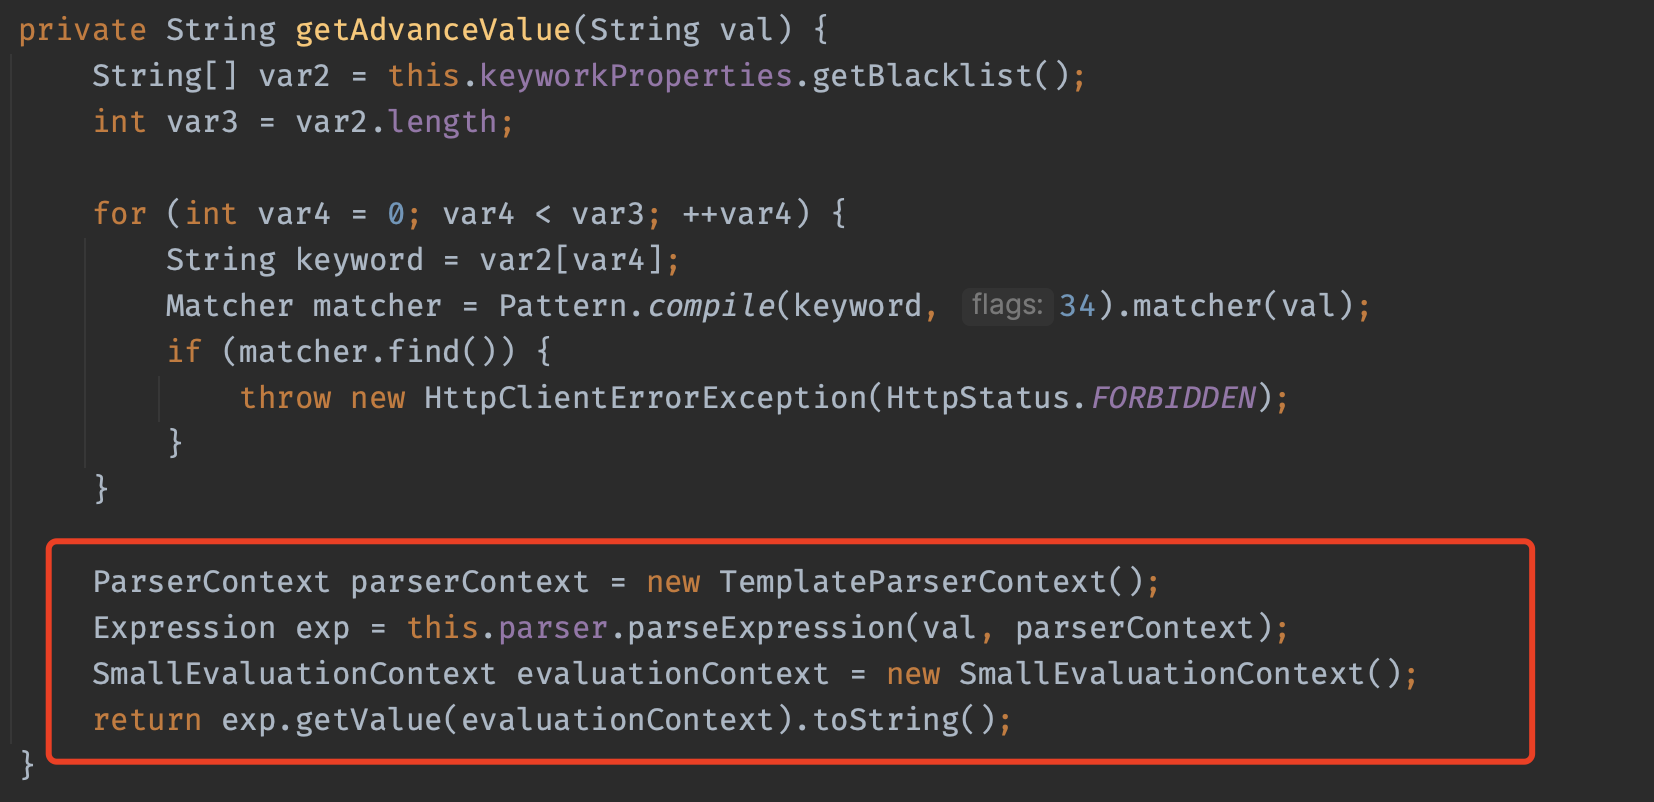 private String getAdvanceValue(String val) {
String[] var2 = this.keyworkProperties.getBlacklist();
int var3 = var2.length;
for (int var4 = 0; var4 < var3; ++var4) {
String keyword = var2[var4];
Matcher matcher = Pattern.compile(keyword, flags: 34).matcher(val);
if (matcher.find()) {
throw new HttpClientErrorException(HttpStatus.FORBIDDEN);
}
}
ParserContext parserContext = new TemplateParserContext();
Expression exp = this.parser.parseExpression(val, parserContext);
SmallEvaluationContext evaluationContext = new SmallEvaluationContext();
return exp.getValue(evaluationContext).toString();
}